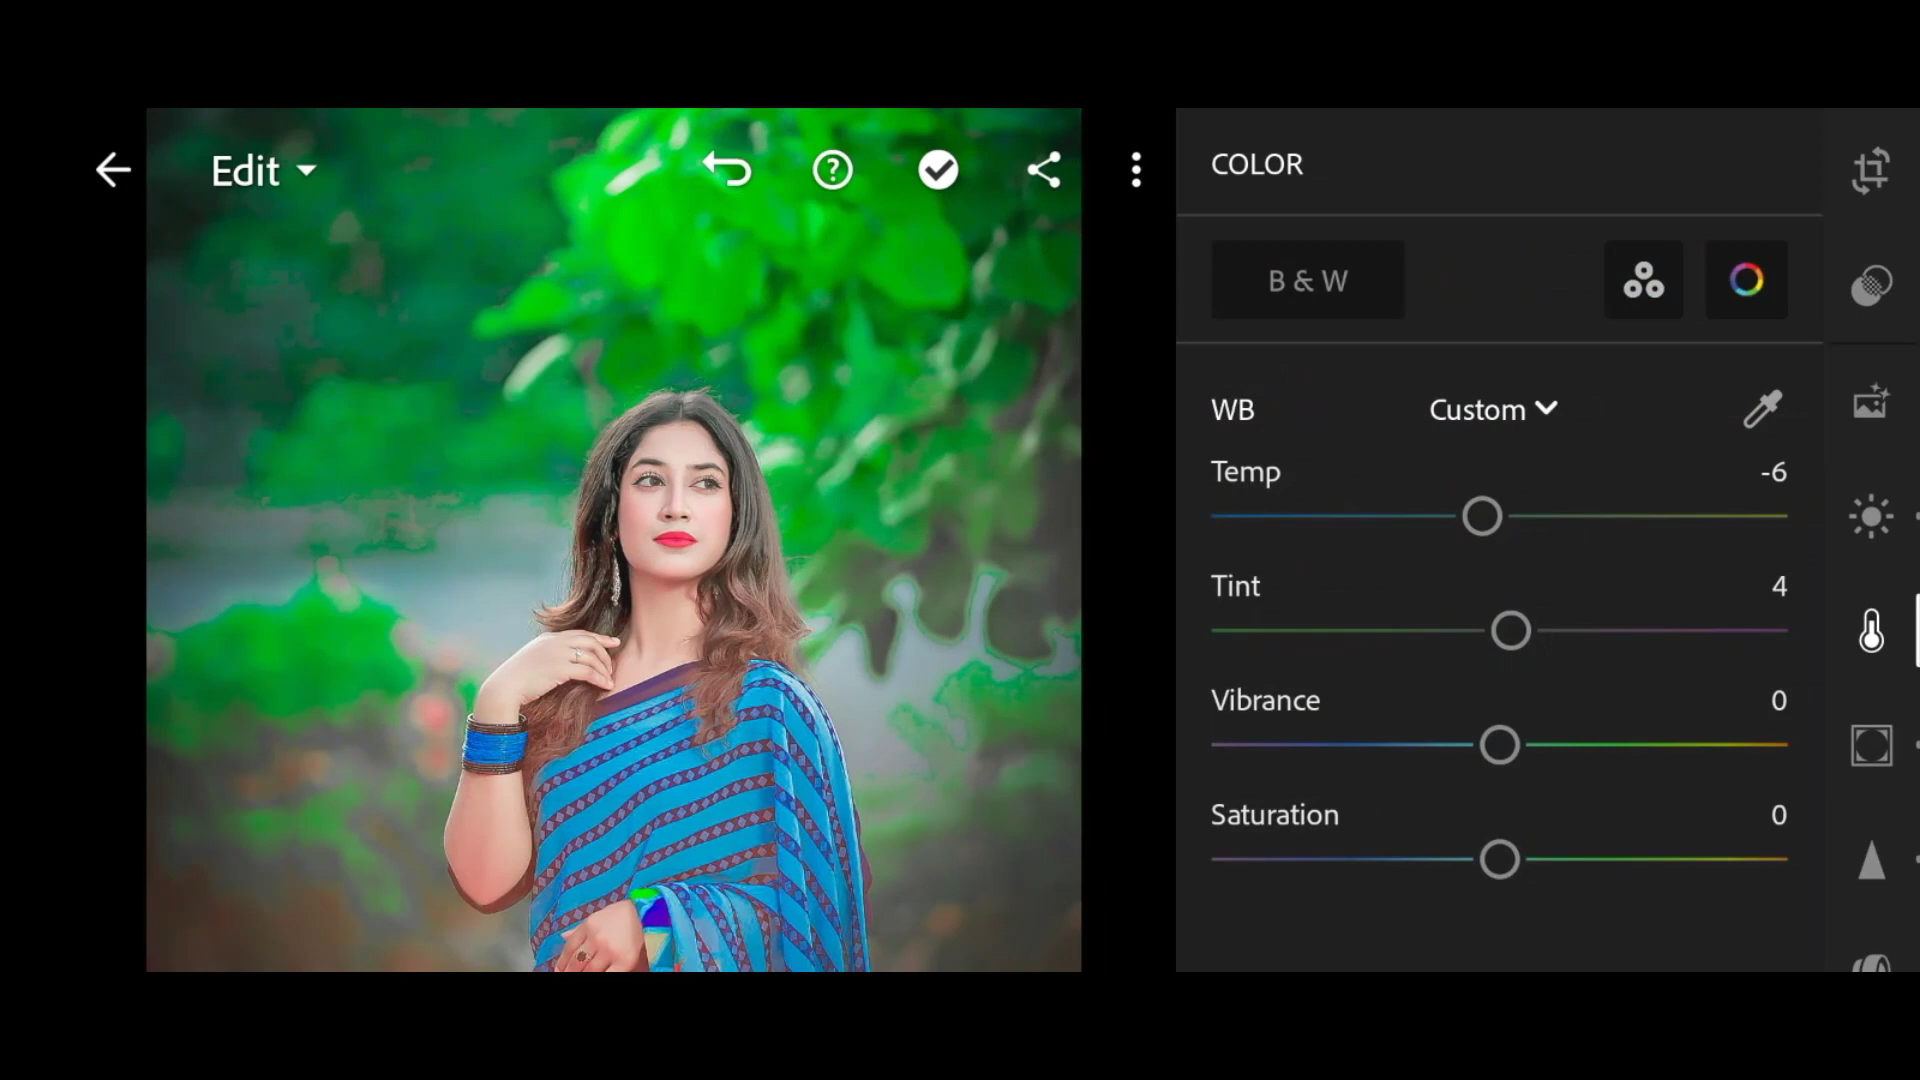 Edit
?
COLOR
B & W
WB Custom
Temp -6
Tint 4
Vibrance 0
Saturation 0